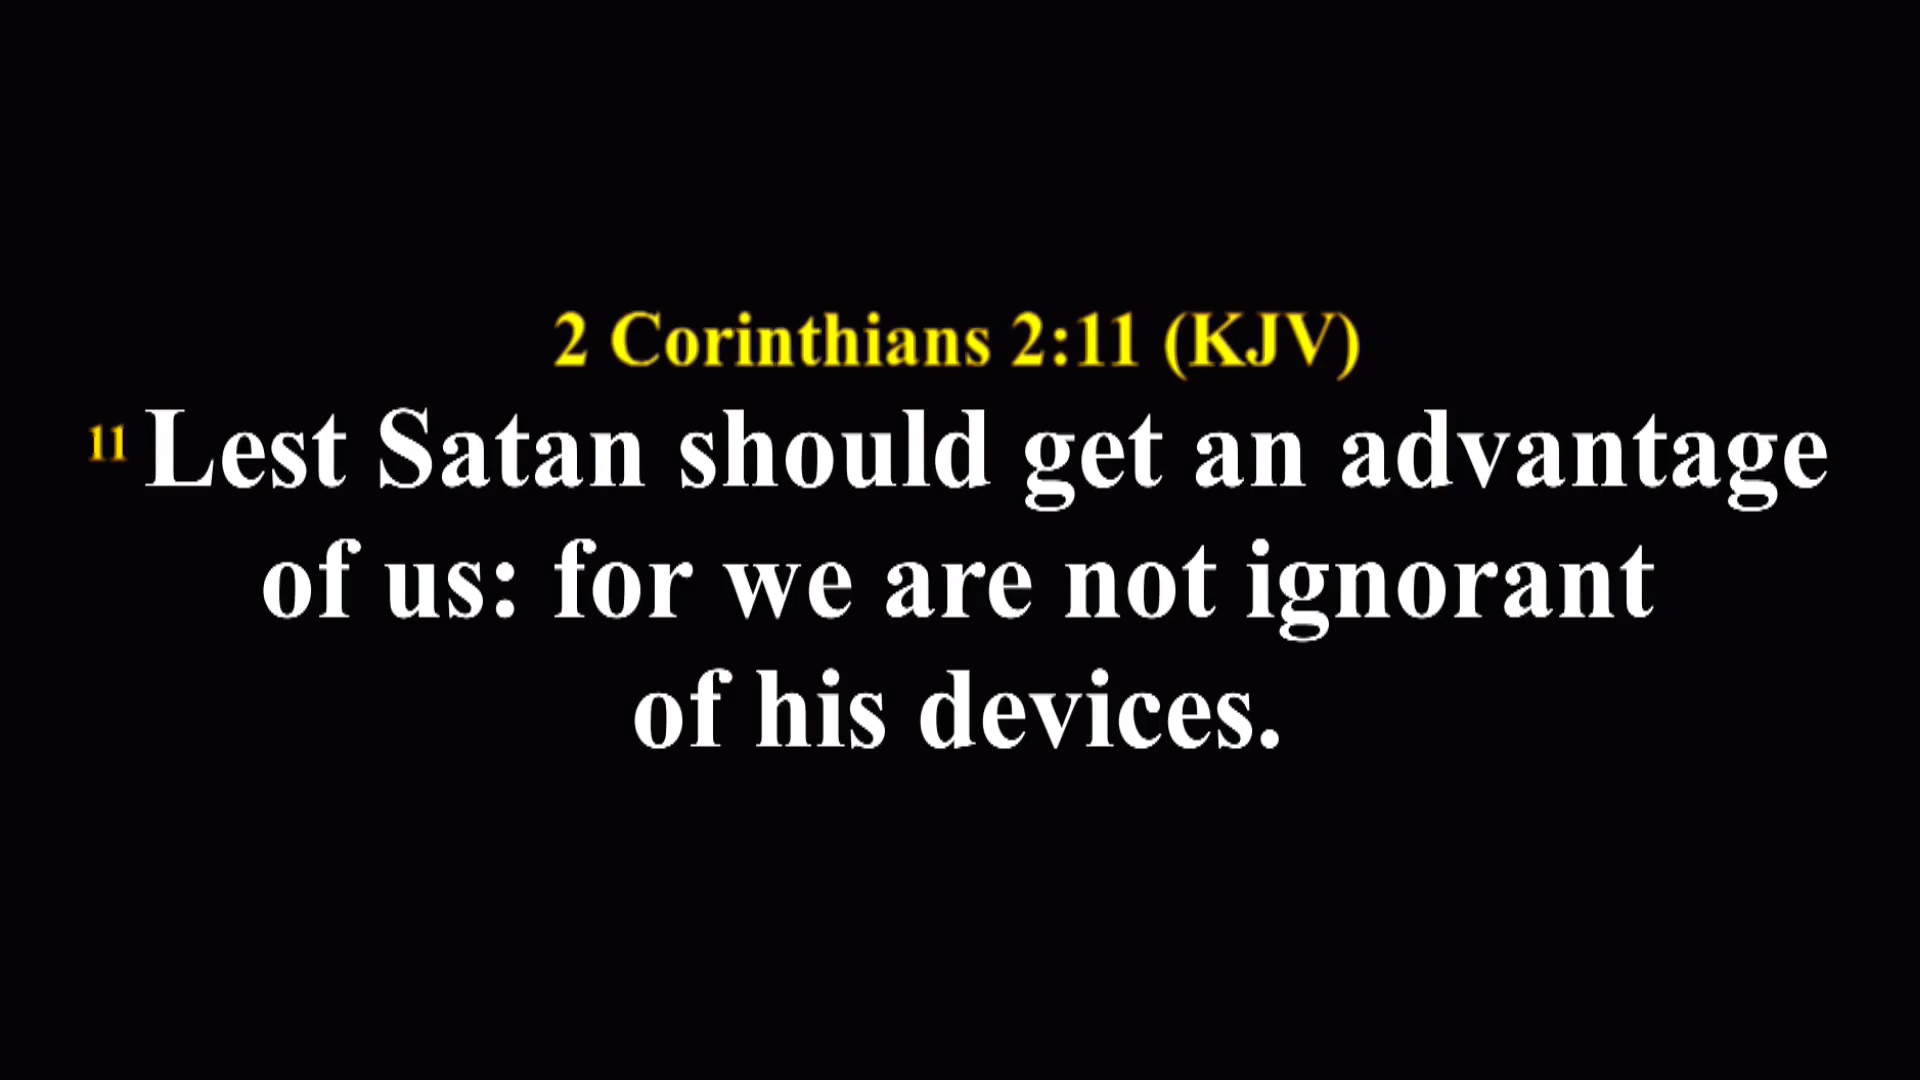 2 Corinthians 2:11 (KJV)
11 Lest Satan should get an advantage
of us: for we are not ignorant
of his devices.